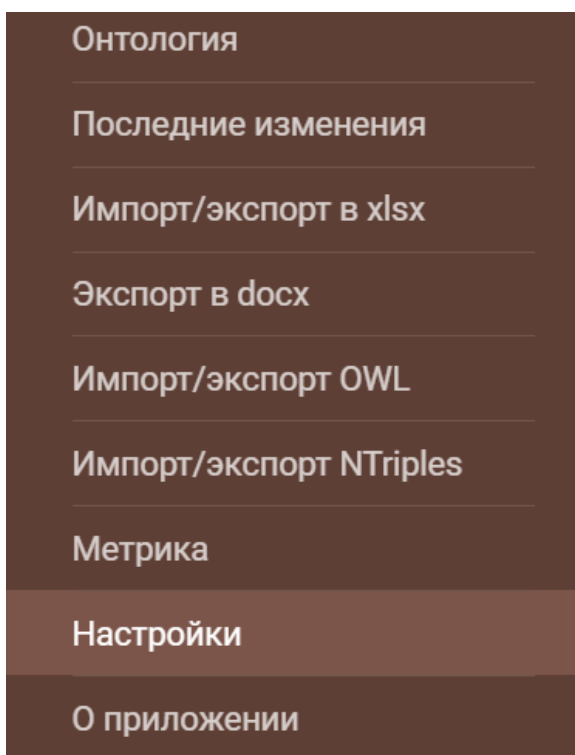 Онтология
Последние изменения
Импорт/экспорт в xlsx
Экспорт в docx
Импорт/экспорт OWL
Импорт/экспорт NTriples
Метрика
Настройки
О приложении